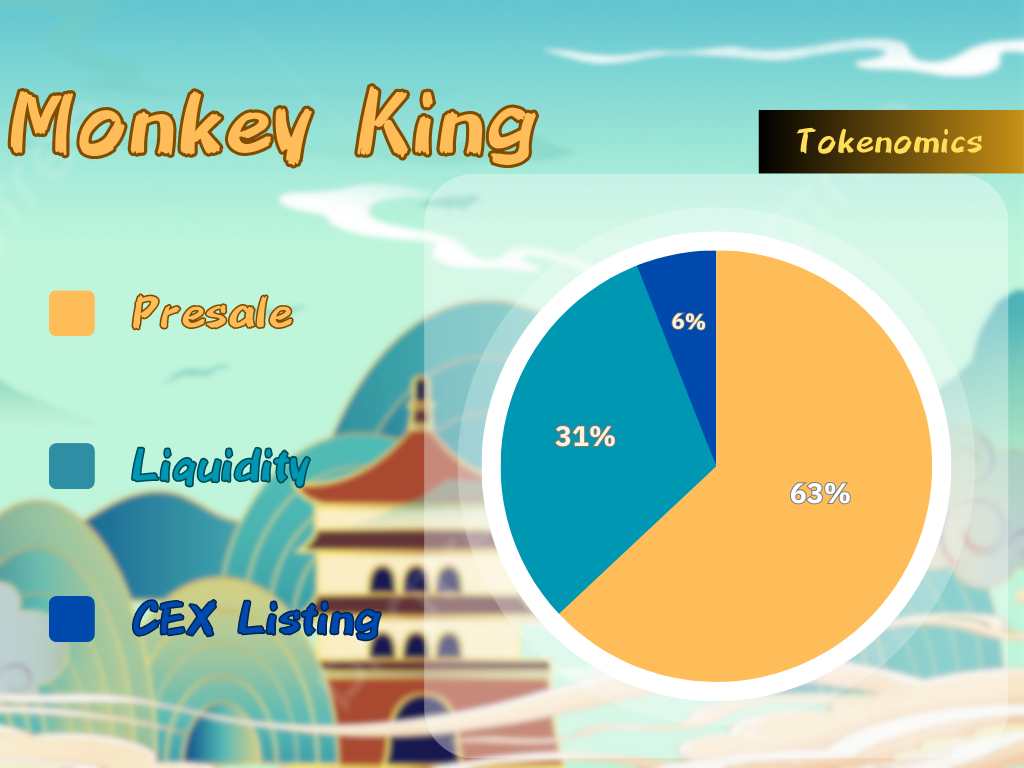 Monkey King
Tokenomics
Presale
Liquidity
CEX Listing
6%
31%
63%